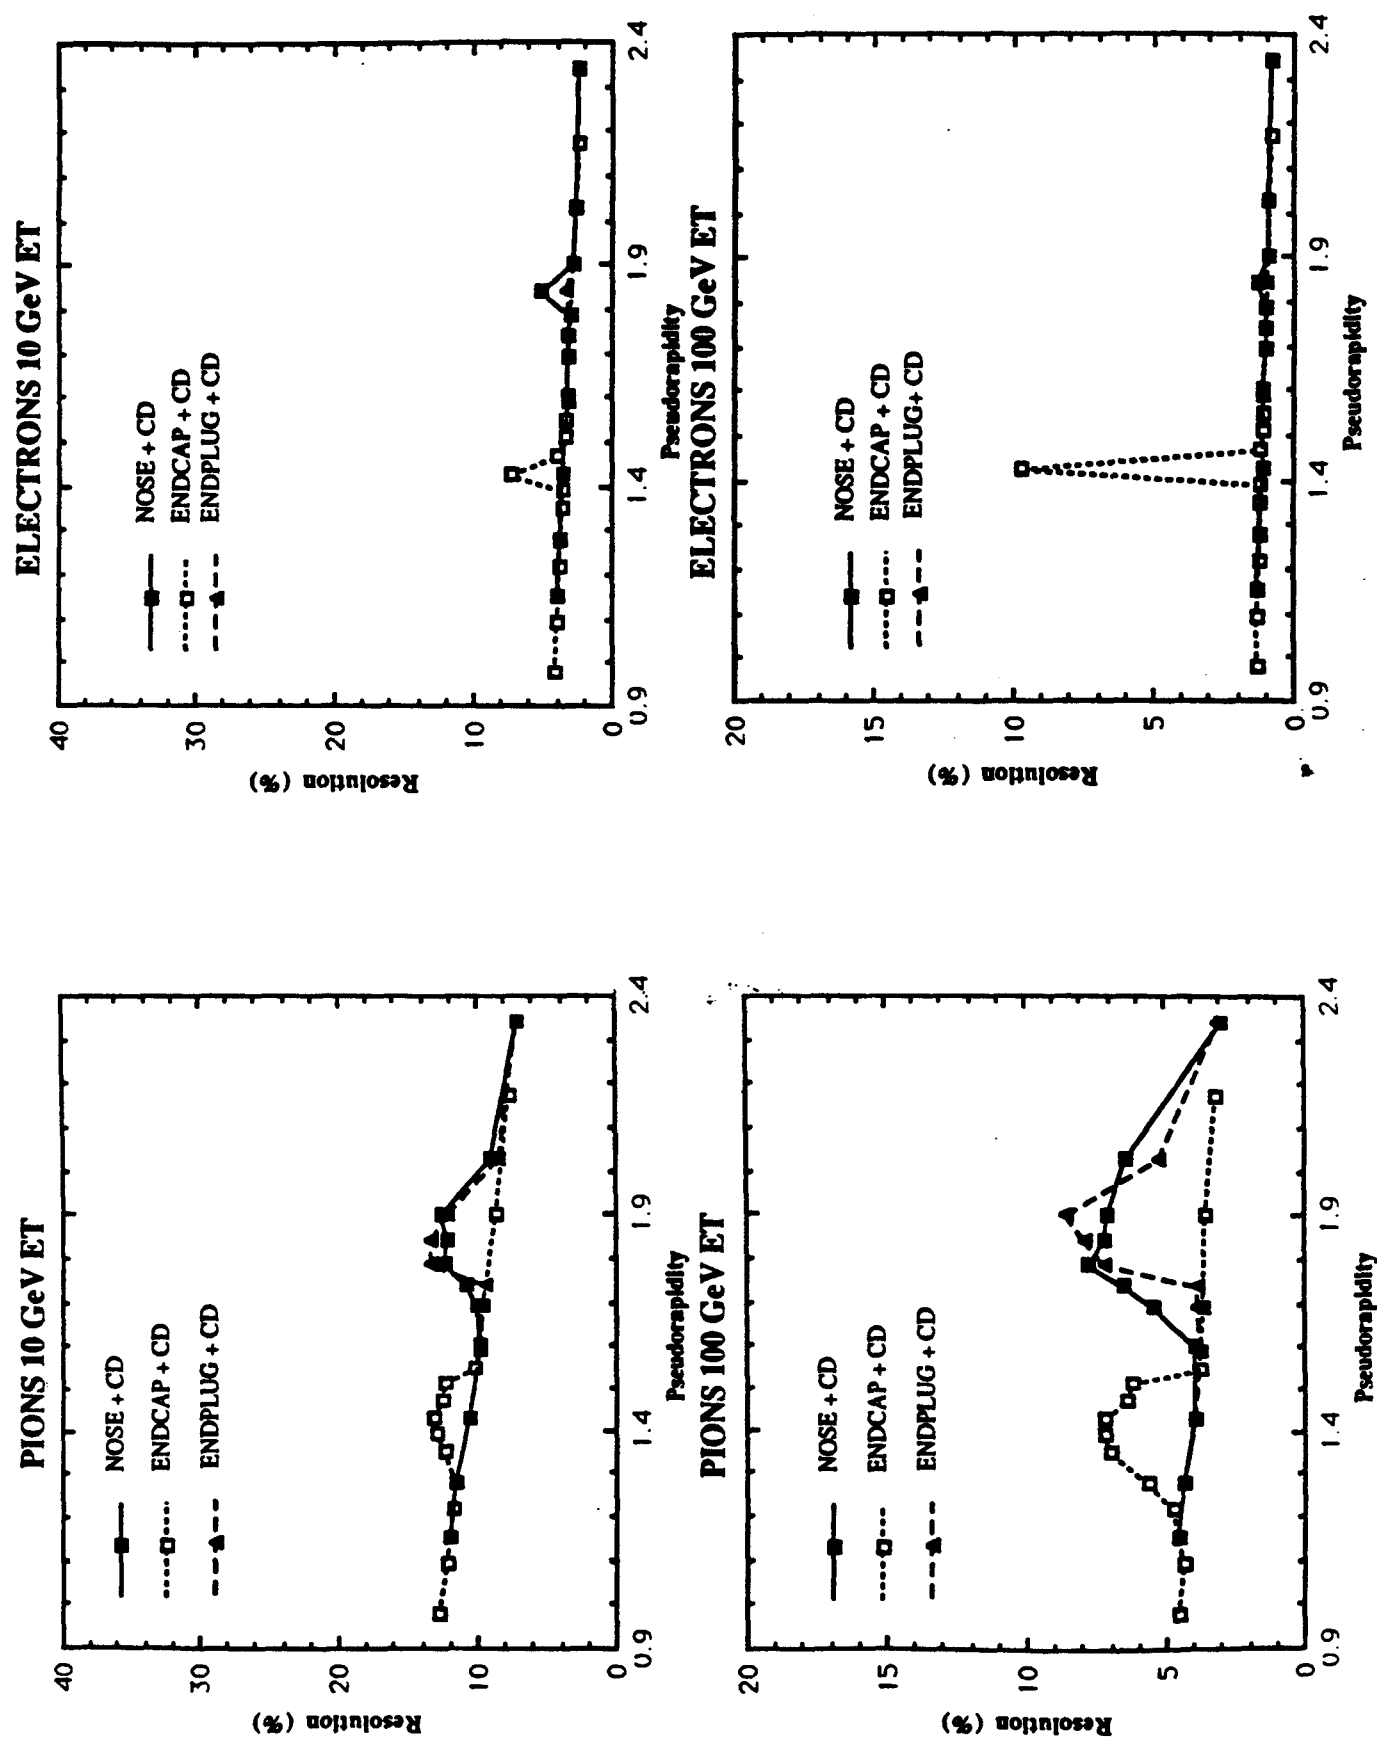 PIONS 10 GeV ET
40
30
20
10
0
Resolution (%)
NOSE + CD
ENDCAP + CD
ENDPLUG + CD
0.9
1.4
1.9
2.4
Pseudorapidity
ELECTRONS 10 GeV ET
40
30
20
10
0
Resolution (%)
NOSE + CD
ENDCAP + CD
ENDPLUG + CD
0.9
1.4
1.9
2.4
Pseudorapidity
PIONS 100 GeV ET
20
15
10
5
0
Resolution (%)
NOSE + CD
ENDCAP + CD
ENDPLUG + CD
0.9
1.4
1.9
2.4
Pseudorapidity
ELECTRONS 100 GeV ET
20
15
10
5
0
Resolution (%)
NOSE + CD
ENDCAP + CD
ENDPLUG+ CD
0.9
1.4
1.9
2.4
Pseudorapidity